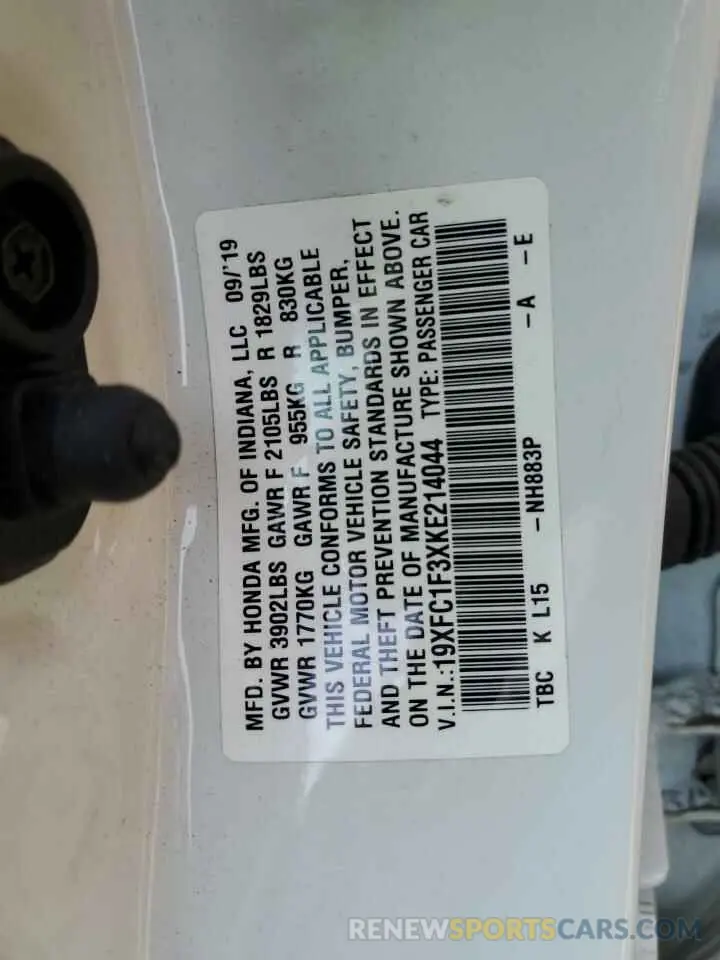 MFD. BY HONDA MFG. OF INDIANA, LLC 09/'19
GVWR 3902LBS GAWR F 2105LBS R 1829LBS
GVWR 1770KG GAWR F 955KG R 830KG
THIS VEHICLE CONFORMS TO ALL APPLICABLE
FEDERAL MOTOR VEHICLE SAFETY, BUMPER,
AND THEFT PREVENTION STANDARDS IN EFFECT
ON THE DATE OF MANUFACTURE SHOWN ABOVE.
V.I.N.:19XFC1F3XKE214044 TYPE: PASSENGER CAR
TBC K L15 -NH883P -A -E
RENEWSPORTSCARS.COM